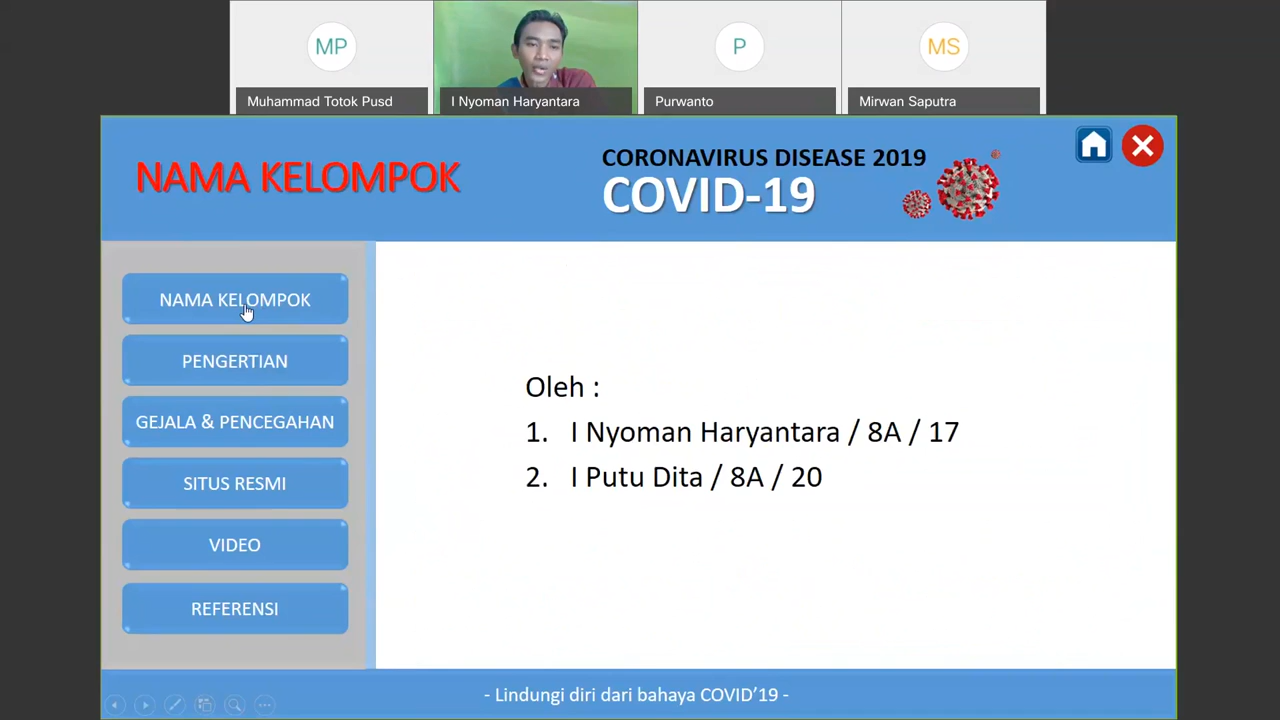 MP
P
MS
Muhammad Totok Pusd
I Nyoman Haryantara
Purwanto
Mirwan Saputra
NAMA KELOMPOK
CORONAVIRUS DISEASE 2019
COVID-19
NAMA KELOMPOK
PENGERTIAN
GEJALA & PENCEGAHAN
SITUS RESMI
VIDEO
REFERENSI
Oleh :
1. I Nyoman Haryantara / 8A / 17
2. I Putu Dita / 8A / 20
- Lindungi diri dari bahaya COVID'19 -